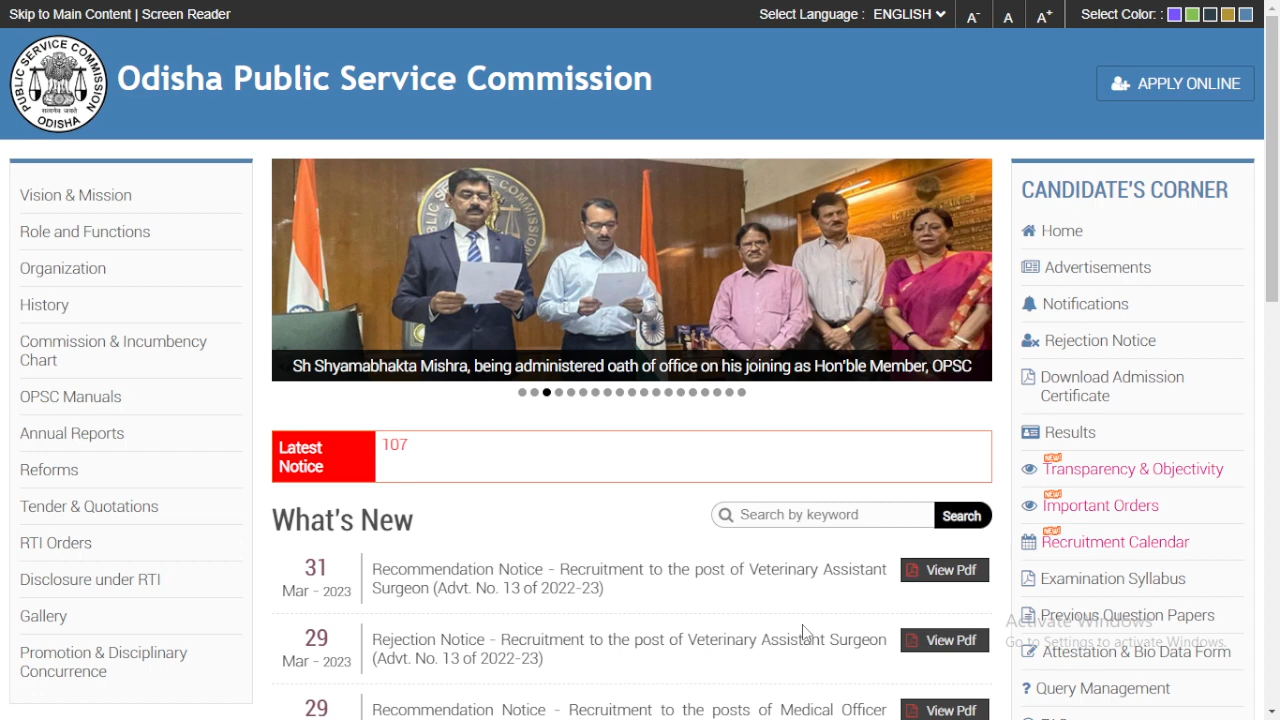 Skip to Main Content | Screen Reader
Select Language : ENGLISH
A-
A
A+
Select Color: :
PUBLIC SERVICE COMMISSION
ODISHA
Odisha Public Service Commission
APPLY ONLINE
Vision & Mission
Role and Functions
Organization
History
Commission & Incumbency
Chart
OPSC Manuals
Annual Reports
Reforms
Tender & Quotations
RTI Orders
Disclosure under RTI
Gallery
Promotion & Disciplinary
Concurrence
Sh Shyamabhakta Mishra, being administered oath of office on his joining as Hon'ble Member, OPSC
Latest
Notice
107
What's New
Search by keyword
Search
31
Mar - 2023
Recommendation Notice - Recruitment to the post of Veterinary Assistant
Surgeon (Advt. No. 13 of 2022-23)
View Pdf
29
Mar - 2023
Rejection Notice - Recruitment to the post of Veterinary Assistant Surgeon
(Advt. No. 13 of 2022-23)
View Pdf
29
Recommendation Notice - Recruitment to the posts of Medical Officer
View Pdf
CANDIDATE'S CORNER
Home
Advertisements
Notifications
Rejection Notice
Download Admission
Certificate
Results
NEW!
Transparency & Objectivity
NEW!
Important Orders
NEW!
Recruitment Calendar
Examination Syllabus
Previous Question Papers
Activate Windows
Go to Settings to activate Windows.
Attestation & Bio Data Form
? Query Management